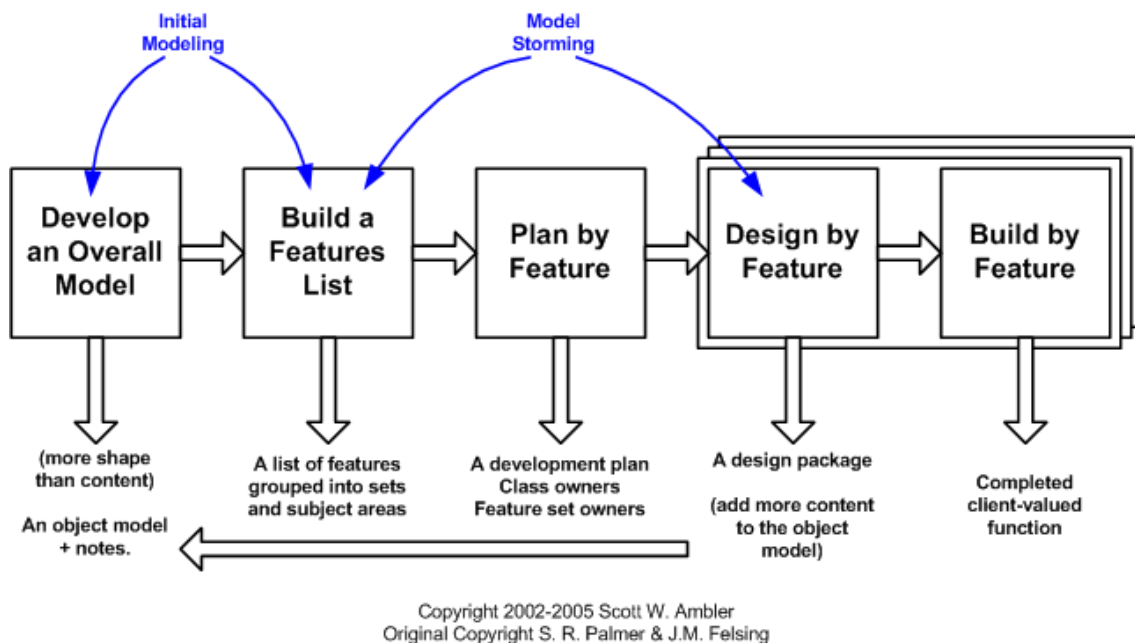 Initial
Modeling
Model
Storming
Develop
an Overall
Model
Build a
Features
List
Plan by
Feature
Design by
Feature
Build by
Feature
(more shape
than content)
An object model
+ notes.
A list of features
grouped into sets
and subject areas
A development plan
Class owners
Feature set owners
A design package
(add more content
to the object
model)
Completed
client-valued
function
Copyright 2002-2005 Scott W. Ambler
Original Copyright S. R. Palmer & J.M. Felsing